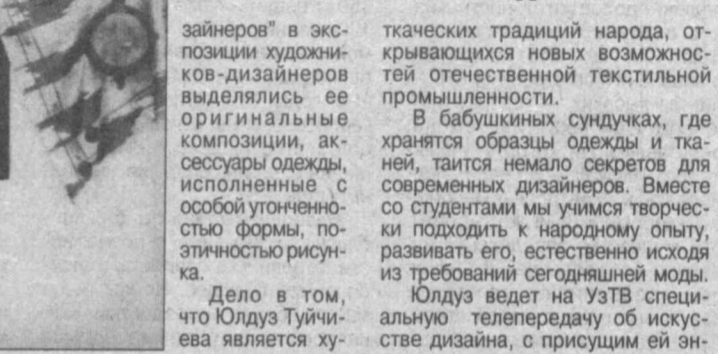 зайнеров" в экс-
позиции художни-
ков-дизайнеров
выделялись ее
оригинальные
композиции, ак-
сессуары одежды,
исполненные с
особой утонченно-
стью формы, по-
этичностью рисун-
ка.
Дело в том,
что Юлдуз Туйчи-
ева является ху-
ткаческих традиций народа, от-
крывающихся новых возможнос-
тей отечественной текстильной
промышленности.
В бабушкиных сундучках, где
хранятся образцы одежды и тка-
ней, таится немало секретов для
современных дизайнеров. Вместе
со студентами мы учимся творчес-
ки подходить к народному опыту,
развивать его, естественно исходя
из требований сегодняшней моды.
Юлдуз ведет на УзТВ специ-
альную телепередачу об искус-
стве дизайна, с присущим ей эн-